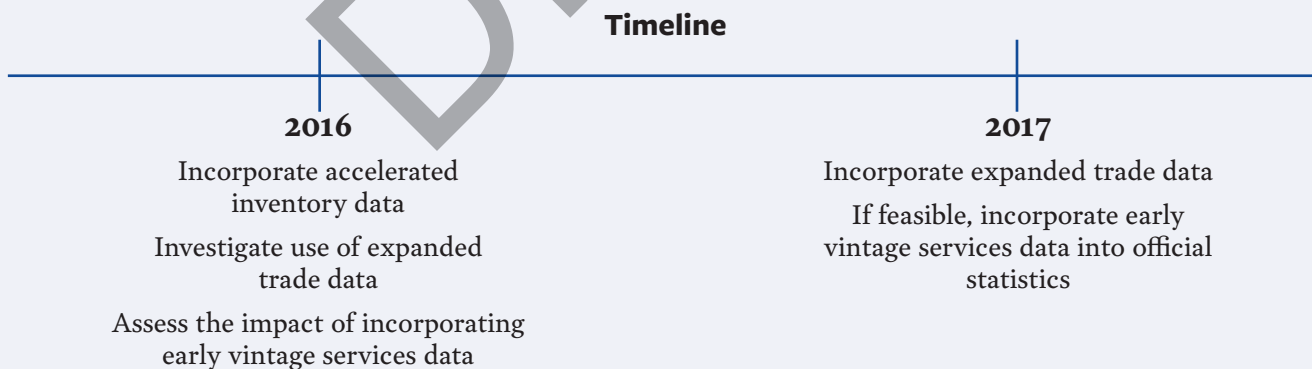 Timeline
2016
Incorporate accelerated
inventory data
Investigate use of expanded
trade data
Assess the impact of incorporating
early vintage services data
2017
Incorporate expanded trade data
If feasible, incorporate early
vintage services data into official
statistics